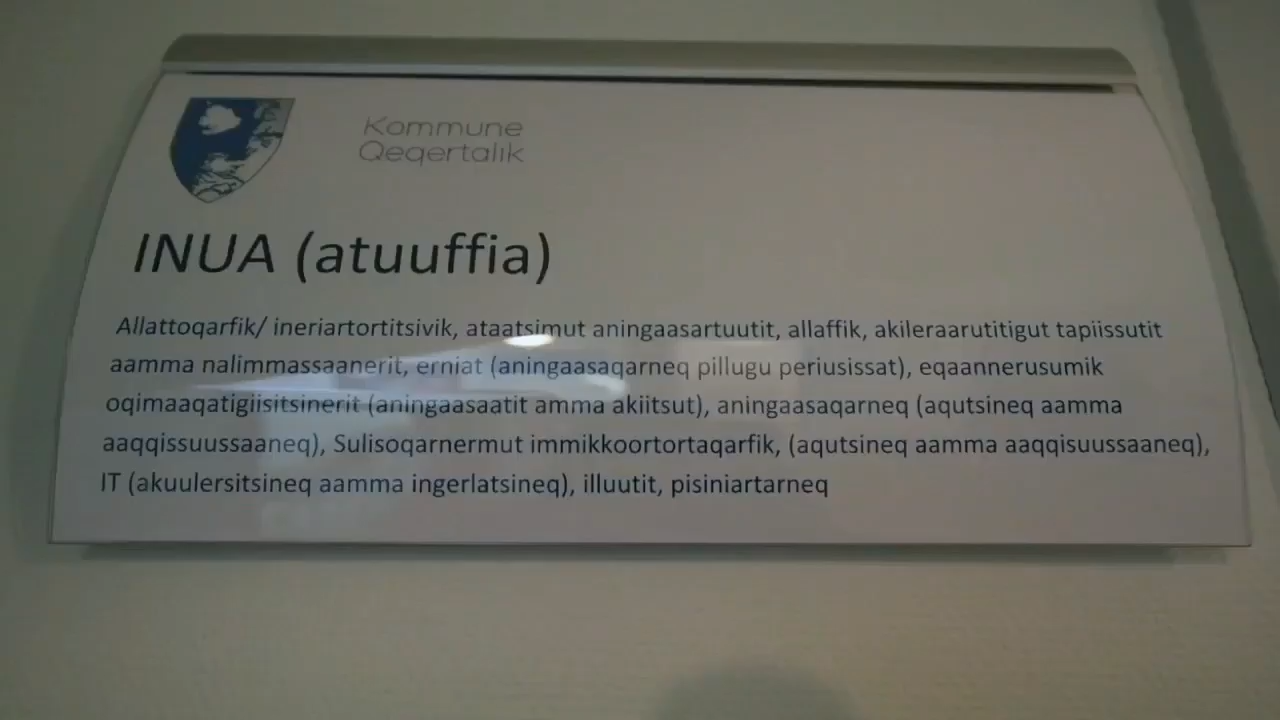 Kommune
Qeqertalik
INUA (atuuffia)
Allattoqarfik/ ineriartortitsivik, ataatsimut aningaasartuutit, allaffik, akileraarutitigut tapiissutit
aamma nalimmassaanerit, erniat (aningaasaqarneq pillugu periusissat), eqaannerusumik
oqimaaqatigiisitsinerit (aningaasaatit amma akiitsut), aningaasaqarneq (aqutsineq aamma
aaqqissuussaaneq), Sulisoqarnermut immikkoortortaqarfik, (aqutsineq aamma aaqqisuussaaneq),
IT (akuulersitsineq aamma ingerlatsineq), illuutit, pisiniartarneq